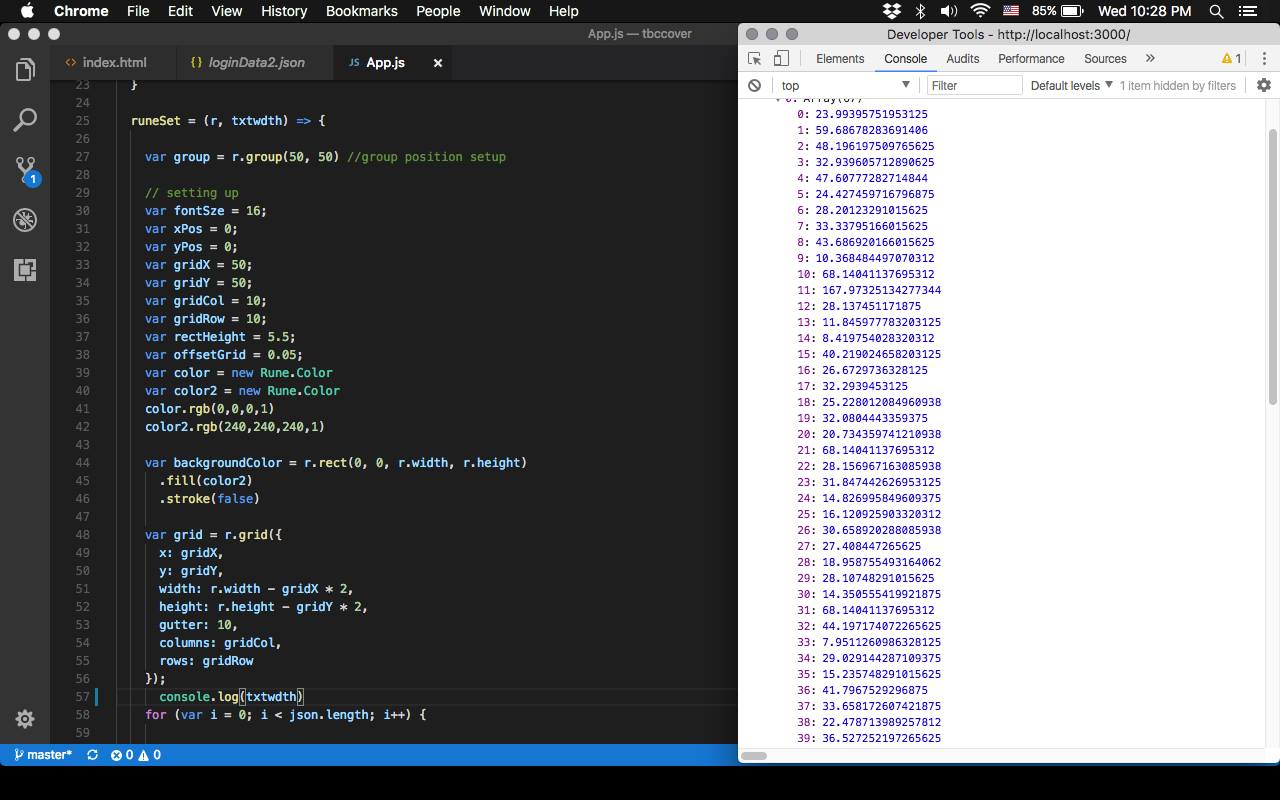 Chrome File Edit View History Bookmarks People Window Help 85% Wed 10:28 PM
App.js — tbccover
index.html loginData2.json JS App.js
23 }
24
25 runeSet = (r, txtwdth) => {
26
27 var group = r.group(50, 50) //group position setup
28
29 // setting up
30 var fontSze = 16;
31 var xPos = 0;
32 var yPos = 0;
33 var gridX = 50;
34 var gridY = 50;
35 var gridCol = 10;
36 var gridRow = 10;
37 var rectHeight = 5.5;
38 var offsetGrid = 0.05;
39 var color = new Rune.Color
40 var color2 = new Rune.Color
41 color.rgb(0,0,0,1)
42 color2.rgb(240,240,240,1)
43
44 var backgroundColor = r.rect(0, 0, r.width, r.height)
45 .fill(color2)
46 .stroke(false)
47
48 var grid = r.grid({
49 x: gridX,
50 y: gridY,
51 width: r.width - gridX * 2,
52 height: r.height - gridY * 2,
53 gutter: 10,
54 columns: gridCol,
55 rows: gridRow
56 });
57 console.log(txtwdth)
58 for (var i = 0; i < json.length; i++) {
59
1
master* 0 0
Developer Tools - http://localhost:3000/
Elements Console Audits Performance Sources » 1
top Filter Default levels 1 item hidden by filters
0: 23.99395751953125
1: 59.68678283691406
2: 48.196197509765625
3: 32.939605712890625
4: 47.60777282714844
5: 24.427459716796875
6: 28.20123291015625
7: 33.33795166015625
8: 43.686920166015625
9: 10.368484497070312
10: 68.14041137695312
11: 167.97325134277344
12: 28.137451171875
13: 11.845977783203125
14: 8.419754028320312
15: 40.219024658203125
16: 26.6729736328125
17: 32.2939453125
18: 25.228012084960938
19: 32.0804443359375
20: 20.734359741210938
21: 68.14041137695312
22: 28.156967163085938
23: 31.847442626953125
24: 14.826995849609375
25: 16.120925903320312
26: 30.658920288085938
27: 27.408447265625
28: 18.958755493164062
29: 28.10748291015625
30: 14.350555419921875
31: 68.14041137695312
32: 44.197174072265625
33: 7.9511260986328125
34: 29.029144287109375
35: 15.235748291015625
36: 41.7967529296875
37: 33.658172607421875
38: 22.478713989257812
39: 36.527252197265625